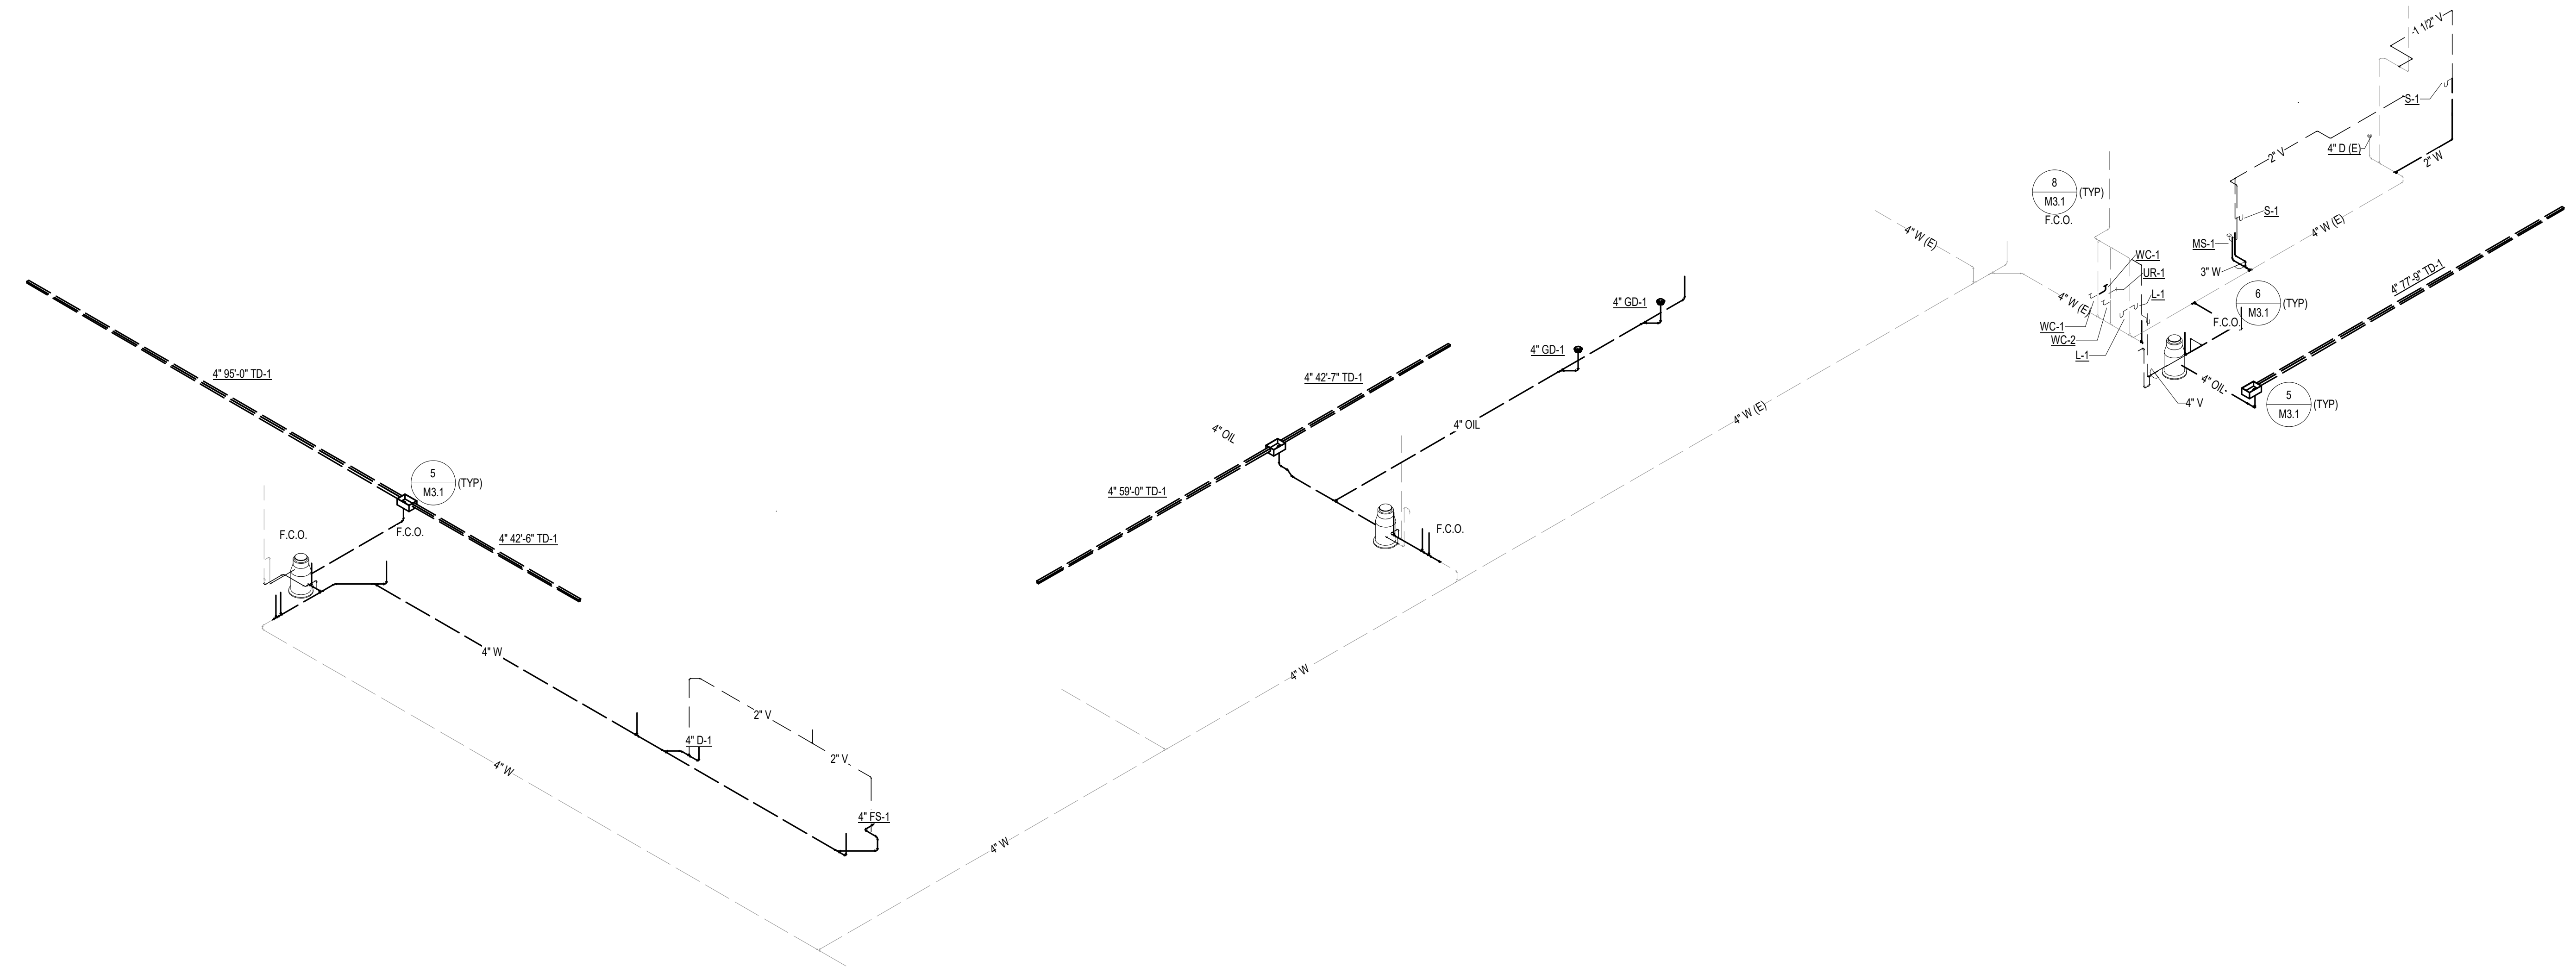 1 1/2" V
S-1
4" D (E)
2" W
2" V
8
M3.1
(TYP)
F.C.O.
S-1
4" W (E)
4" W (E)
MS-1
WC-1
3" W
UR-1
4" 77'-9" TD-1
6
M3.1
(TYP)
L-1
4" W (E)
4" GD-1
F.C.O.
WC-1
WC-2
L-1
4" GD-1
4" 95'-0" TD-1
4" 42'-7" TD-1
4" OIL
4" V
5
M3.1
(TYP)
4" W (E)
4" OIL
4" OIL
5
M3.1
(TYP)
4" 59'-0" TD-1
F.C.O.
F.C.O.
F.C.O.
4" 42'-6" TD-1
4" W
4" W
2" V
4" D-1
2" V
4" W
4" FS-1
4" W